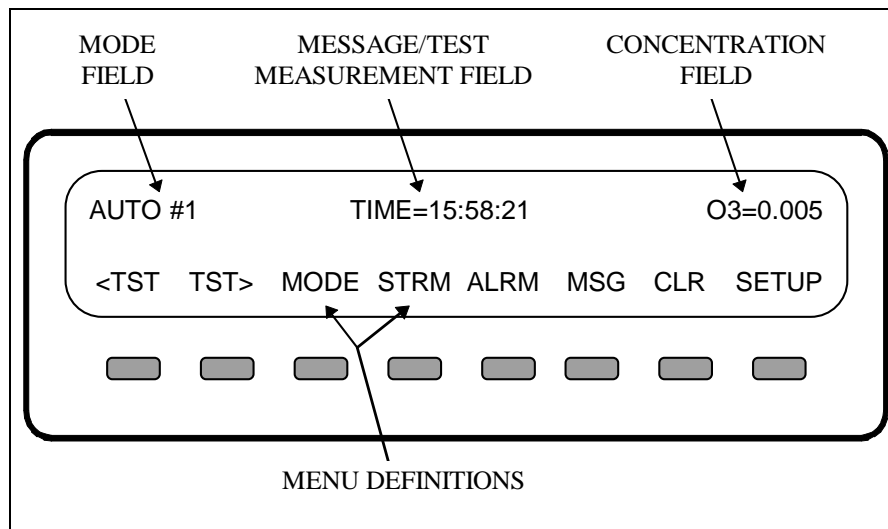 MODE FIELD
MESSAGE/TEST MEASUREMENT FIELD
CONCENTRATION FIELD
AUTO #1 TIME=15:58:21 O3=0.005
<TST TST> MODE STRM ALRM MSG CLR SETUP
MENU DEFINITIONS